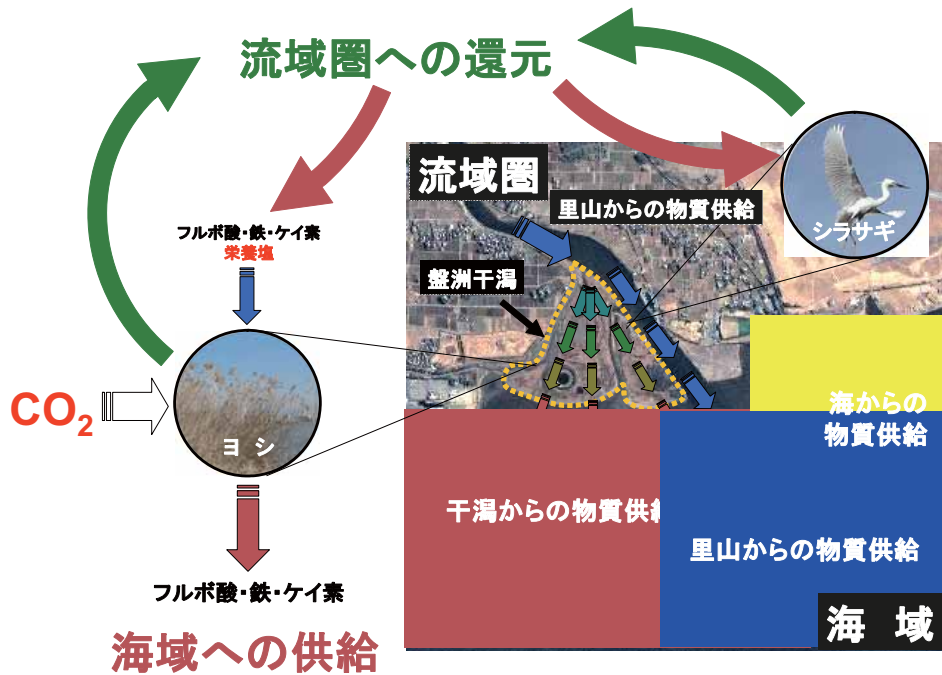 流域圏への還元
流域圏
里山からの物質供給
シラサギ
フルボ酸・鉄・ケイ素
栄養塩
盤洲干潟
CO₂
ヨシ
海からの
物質供給
干潟からの物質供給
里山からの物質供給
フルボ酸・鉄・ケイ素
海域
海域への供給